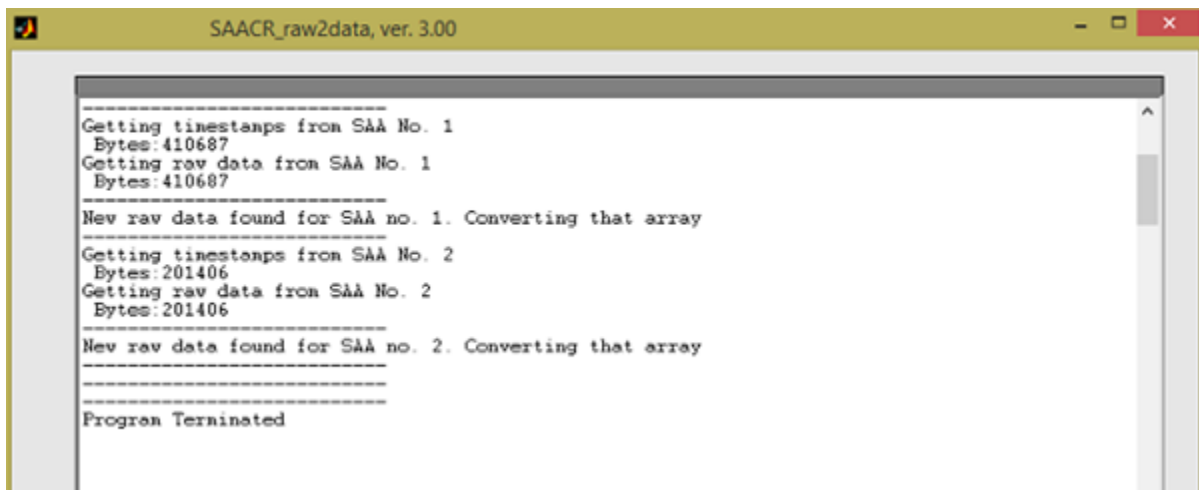 SAACR_raw2data, ver. 3.00
---------------------------
Getting timestamps from SAA No. 1
Bytes:410687
Getting raw data from SAA No. 1
Bytes:410687
---------------------------
New raw data found for SAA no. 1. Converting that array
---------------------------
Getting timestamps from SAA No. 2
Bytes:201406
Getting raw data from SAA No. 2
Bytes:201406
---------------------------
New raw data found for SAA no. 2. Converting that array
---------------------------
---------------------------
---------------------------
Program Terminated